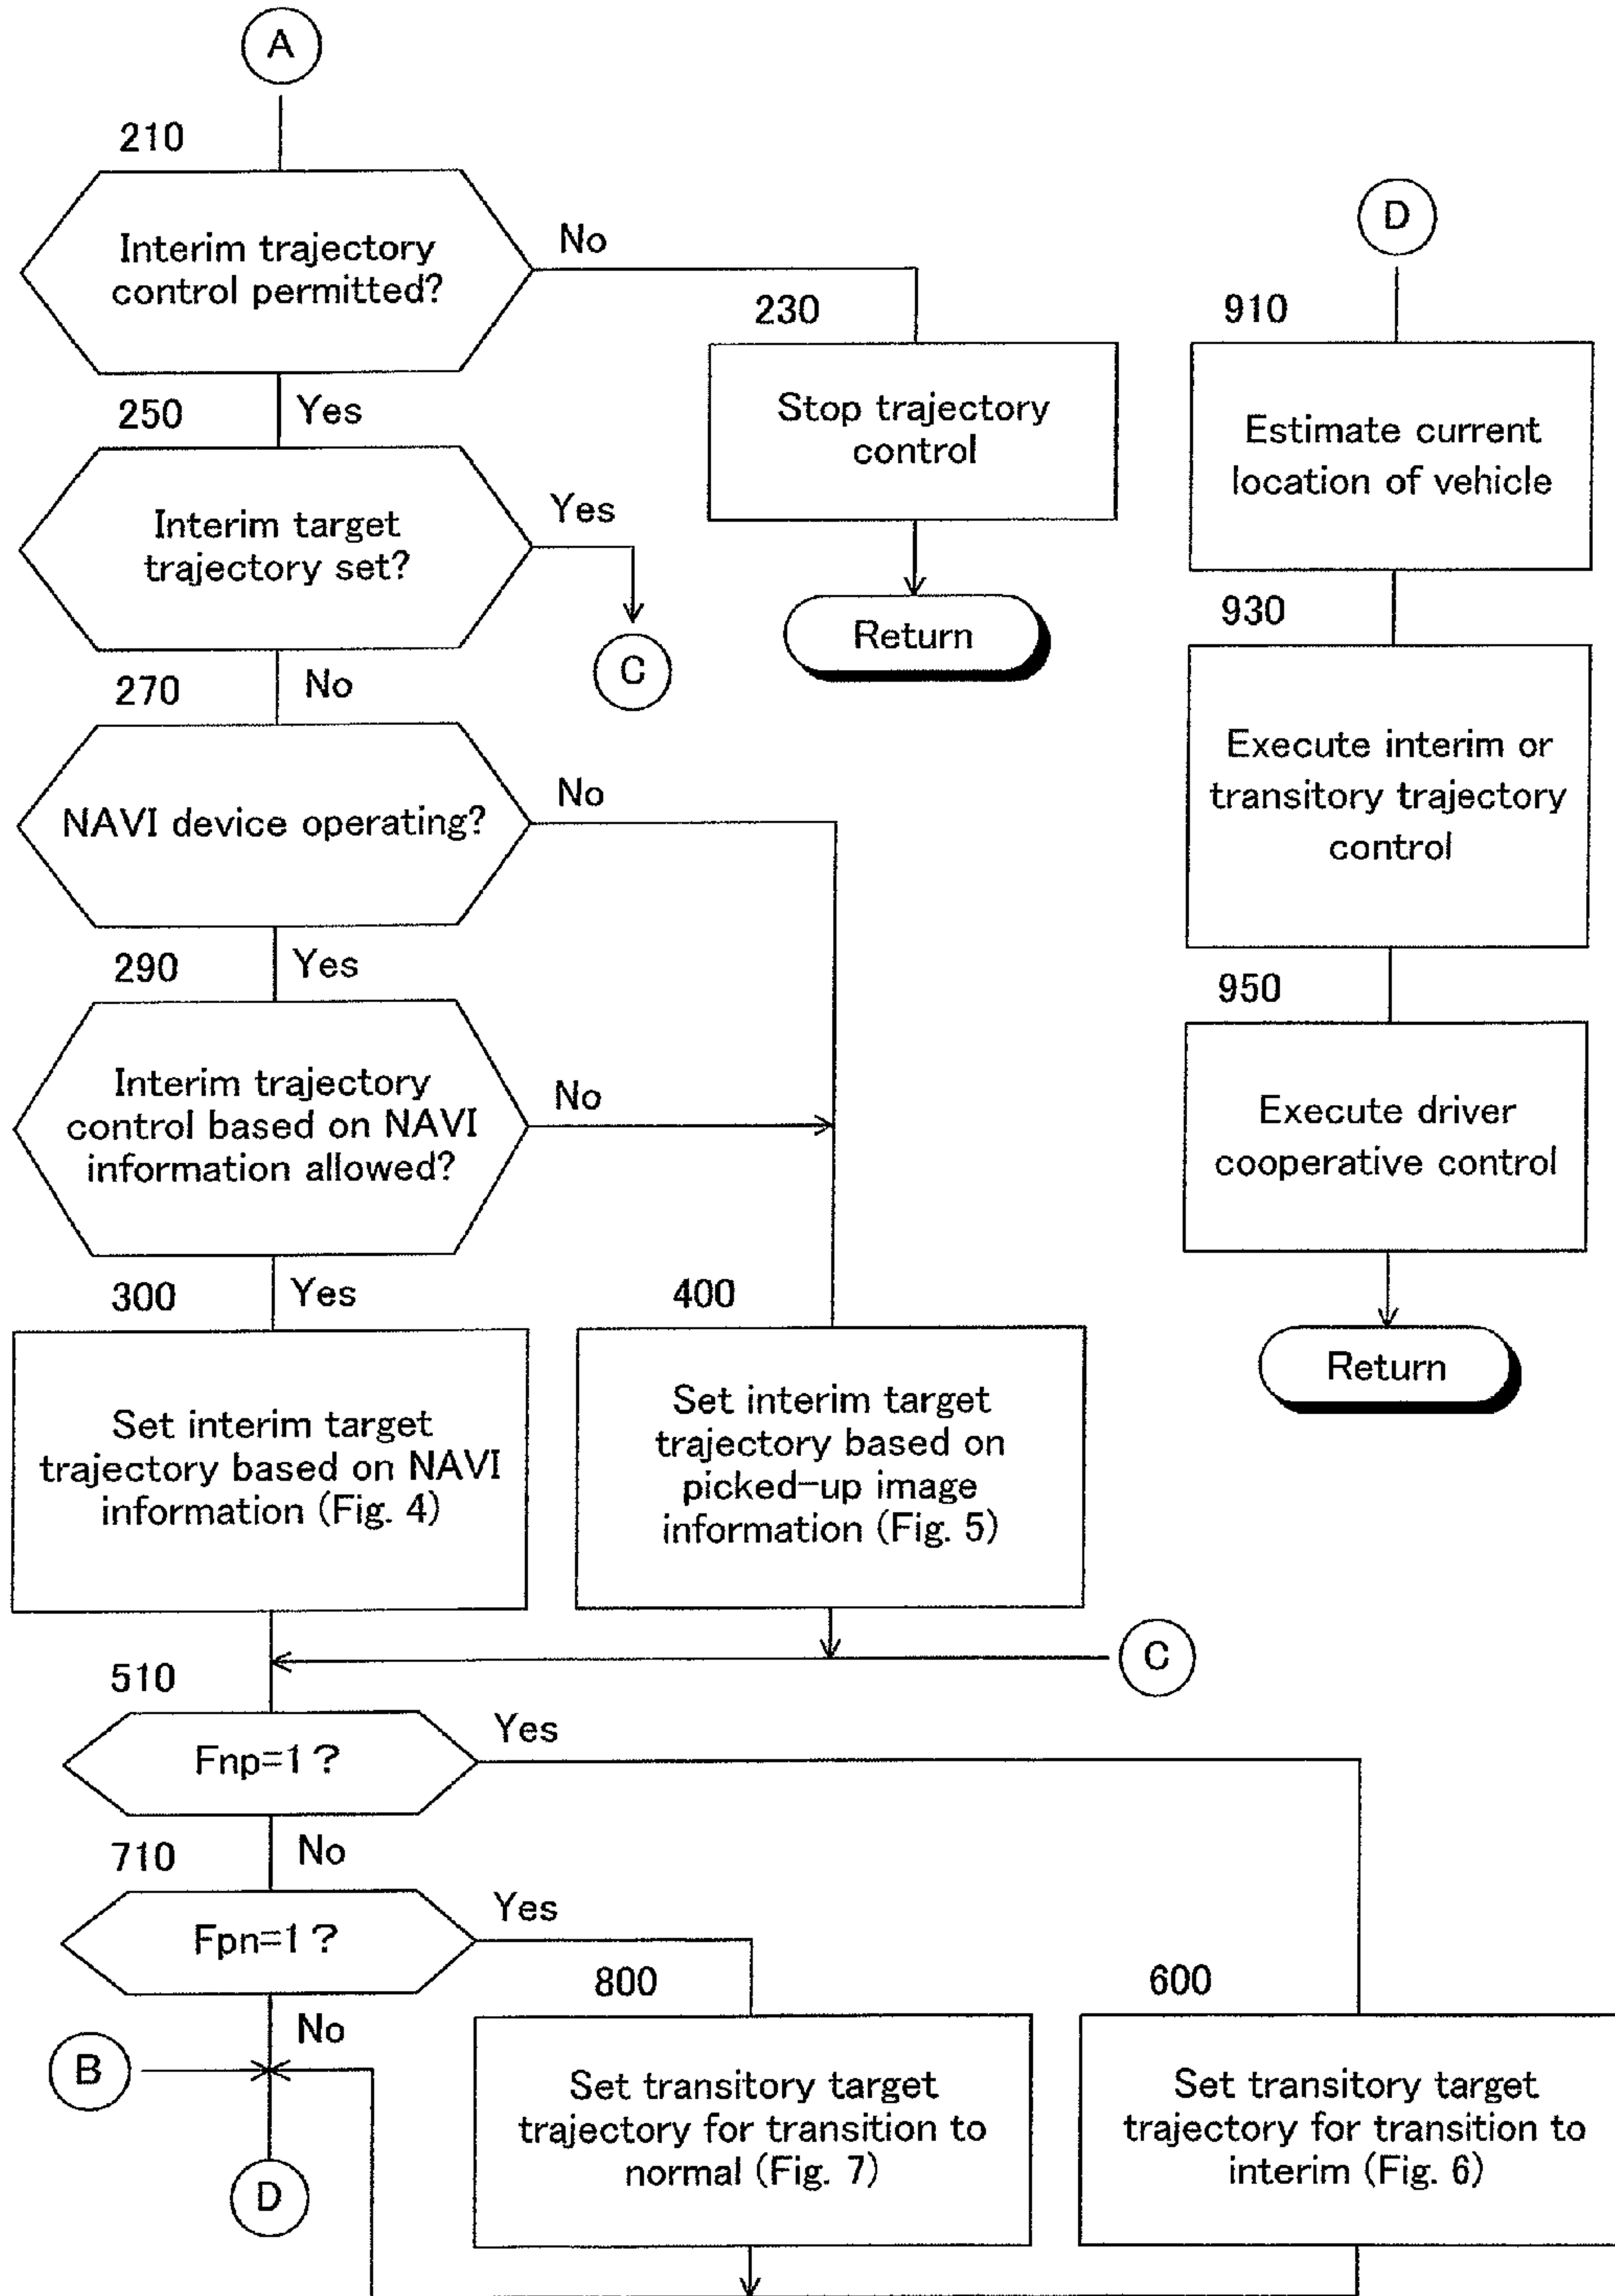 A
210
Interim trajectory
control permitted?
No
D
230
Stop trajectory
control
Return
910
Estimate current
location of vehicle
250
Yes
Interim target
trajectory set?
Yes
C
930
Execute interim or
transitory trajectory
control
270
No
NAVI device operating?
No
290
Yes
Interim trajectory
control based on NAVI
information allowed?
No
950
Execute driver
cooperative control
Return
300
Yes
Set interim target
trajectory based on NAVI
information (Fig. 4)
400
Set interim target
trajectory based on
picked-up image
information (Fig. 5)
C
510
Fnp=1 ?
Yes
710
No
Fpn=1 ?
Yes
No
B
D
800
Set transitory target
trajectory for transition to
normal (Fig. 7)
600
Set transitory target
trajectory for transition to
interim (Fig. 6)